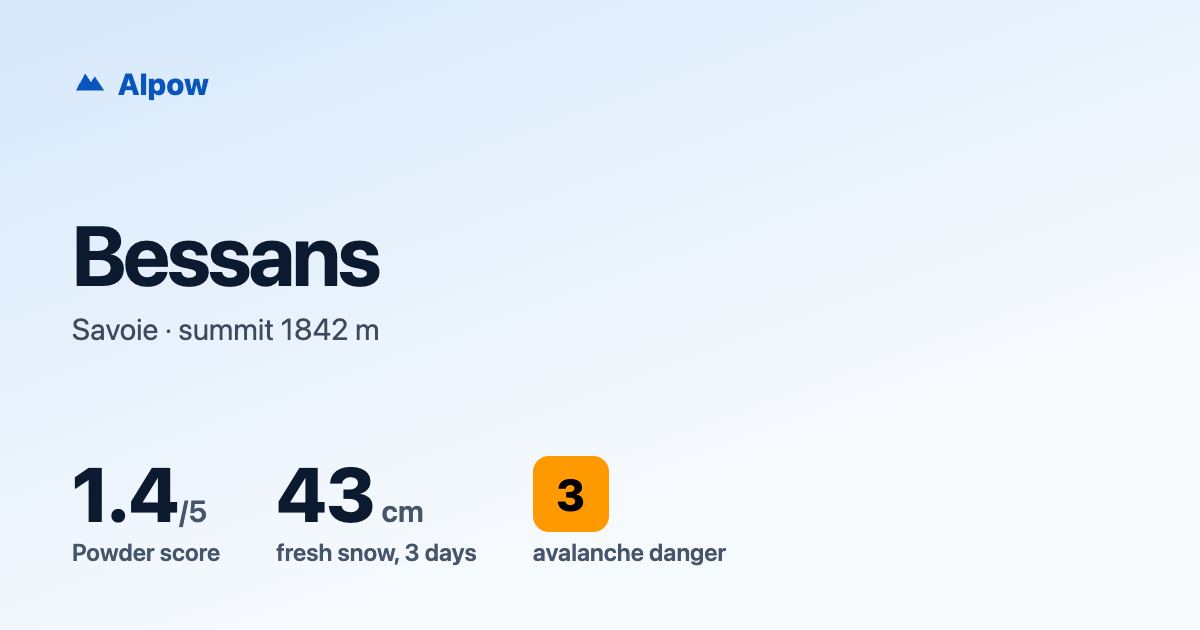 Alpow
Bessans
Savoie · summit 1842 m
1.4/5
Powder score
43 cm
fresh snow, 3 days
3
avalanche danger